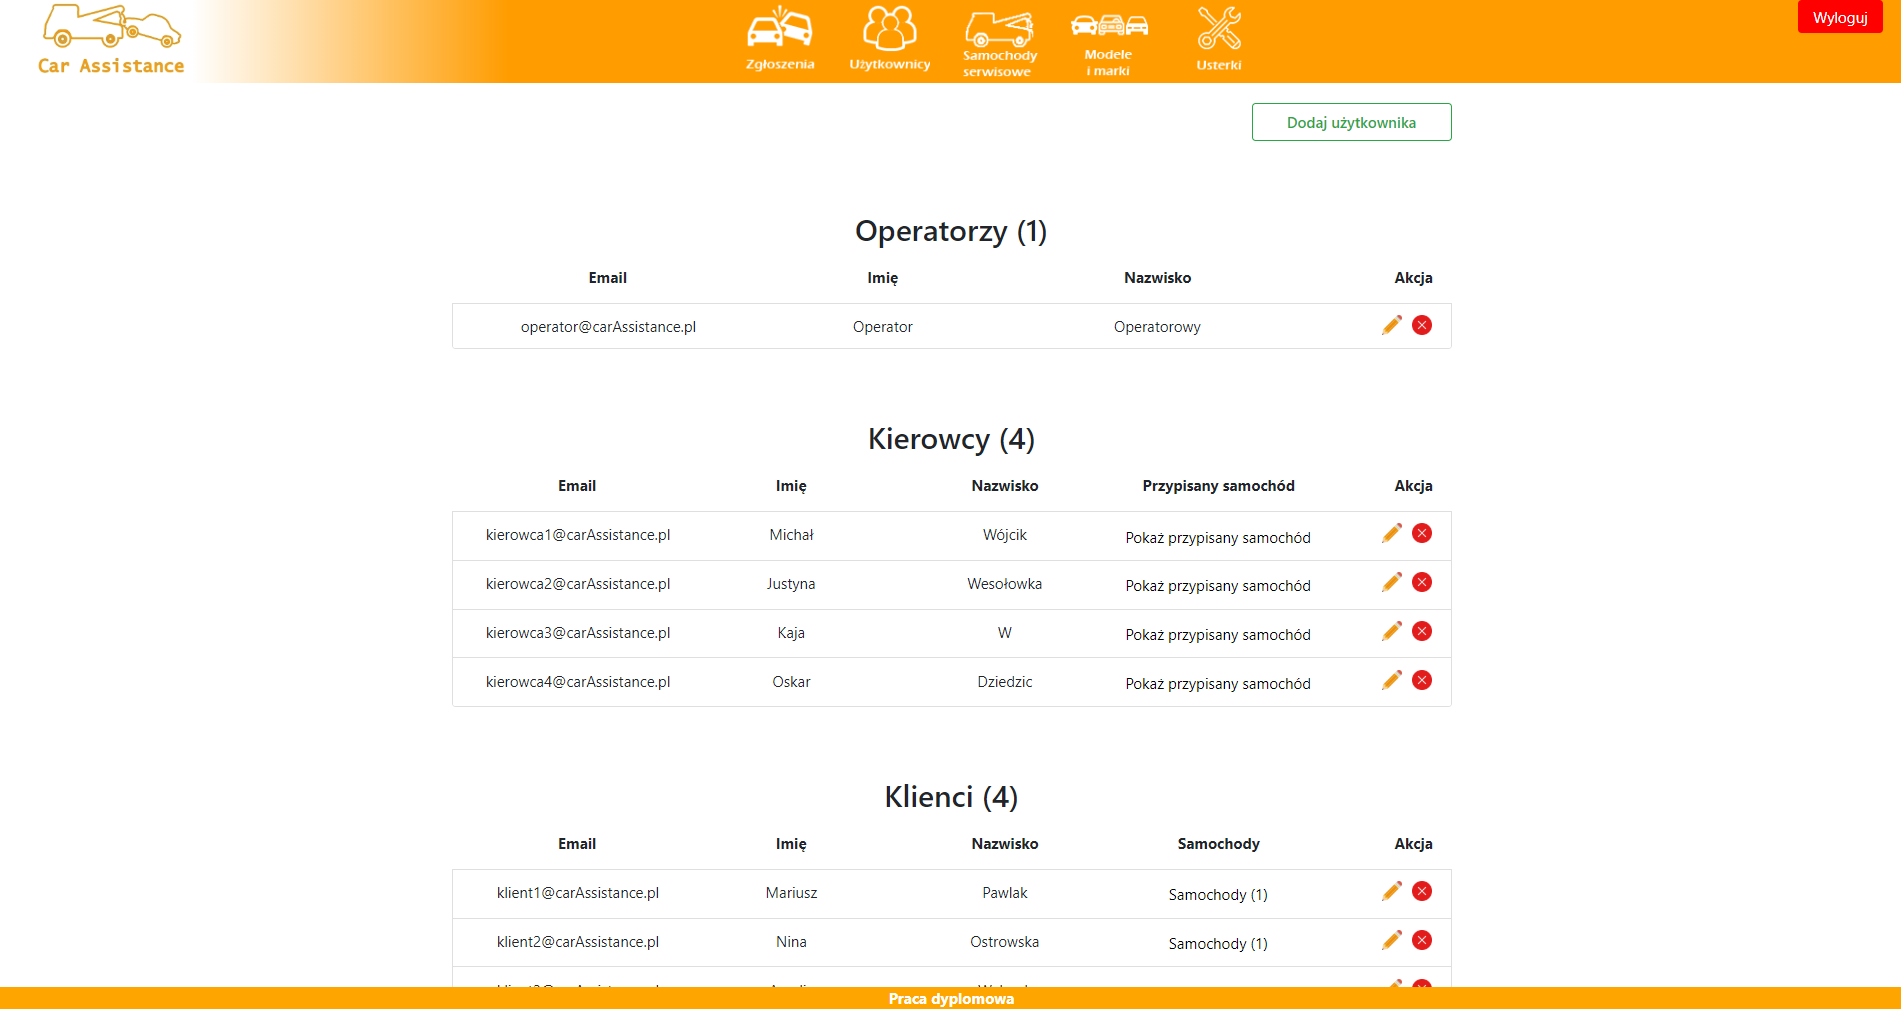 Car Assistance
Zgłoszenia
Użytkownicy
Samochody
serwisowe
Modele
i marki
Usterki
Wyloguj
Dodaj użytkownika
Operatorzy (1)
Email Imię Nazwisko Akcja
operator@carAssistance.pl Operator Operatorowy
Kierowcy (4)
Email Imię Nazwisko Przypisany samochód Akcja
kierowca1@carAssistance.pl Michał Wójcik Pokaż przypisany samochód
kierowca2@carAssistance.pl Justyna Wesołowka Pokaż przypisany samochód
kierowca3@carAssistance.pl Kaja W Pokaż przypisany samochód
kierowca4@carAssistance.pl Oskar Dziedzic Pokaż przypisany samochód
Klienci (4)
Email Imię Nazwisko Samochody Akcja
klient1@carAssistance.pl Mariusz Pawlak Samochody (1)
klient2@carAssistance.pl Nina Ostrowska Samochody (1)
Praca dyplomowa